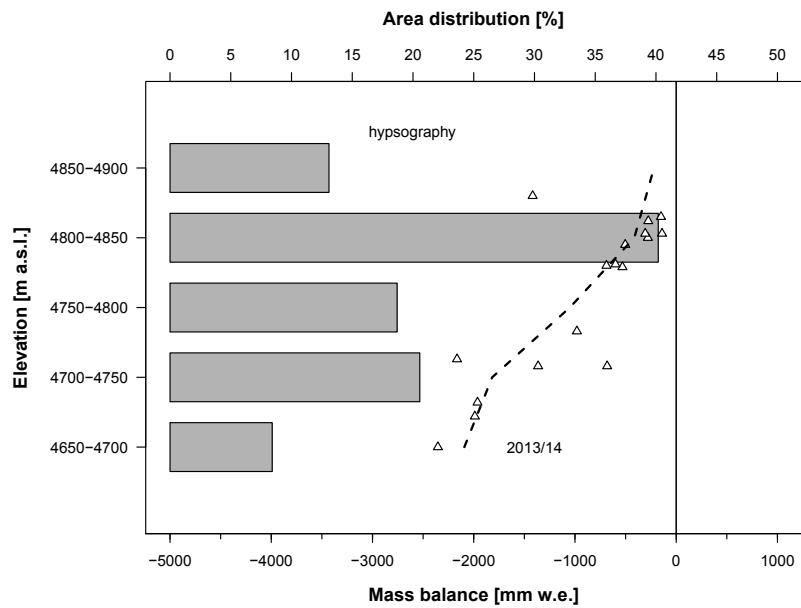 Area distribution [%]
0 5 10 15 20 25 30 35 40 45 50
hypsography
4850−4900
4800−4850
4750−4800
4700−4750
4650−4700
Elevation [m a.s.l.]
2013/14
−5000 −4000 −3000 −2000 −1000 0 1000
Mass balance [mm w.e.]